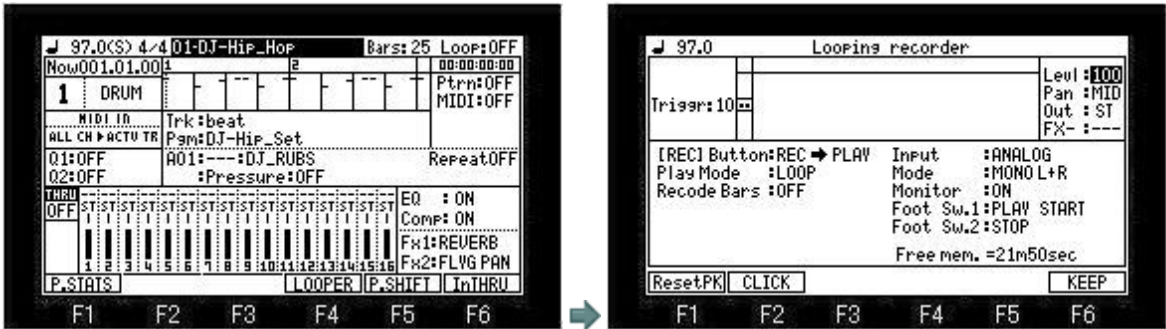 ♩ 97.0(S) 4/4 01-DJ-Hip_Hop Bars: 25 Loop:OFF
Now001.01.00 1 2 00:00:00:00
1 DRUM Ptrn:OFF
MIDI:OFF
MIDI IN Trk:beat
ALL CH▶ACTV TR Pgm:DJ-Hip_Set
Q1:OFF A01:---:DJ_RUBS RepeatOFF
Q2:OFF :Pressure:OFF
THRU ST ST ST ST ST ST ST ST ST ST ST ST ST ST ST ST EQ : ON
OFF Comp: ON
Fx1:REVERB
1 2 3 4 5 6 7 8 9 10 11 12 13 14 15 16 Fx2:FLYG PAN
P.STATS LOOPER P.SHIFT InTHRU
F1 F2 F3 F4 F5 F6
♩ 97.0 Looping recorder
Levl :100
Trigger: 10 Pan :MID
Out : ST
FX- :---
[REC] Button:REC ➡ PLAY Input :ANALOG
Play Mode :LOOP Mode :MONO L+R
Recode Bars :OFF Monitor :ON
Foot Sw.1:PLAY START
Foot Sw.2:STOP
Free mem. =21m50sec
ResetPK CLICK KEEP
F1 F2 F3 F4 F5 F6